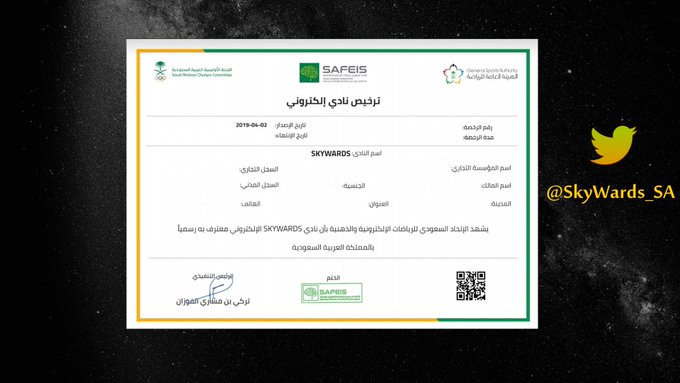 اللجنة الأولمبية العربية السعودية
Saudi Arabian Olympic Committee
SAFEIS
General Sports Authority
الهيئة العامة للرياضة
ترخيص نادي إلكتروني
رقم الرخصة:
تاريخ الإصدار: 2019-04-02
مدة الرخصة:
تاريخ الإنتهاء:
اسم النادي: SKYWARDS
اسم المؤسسة التجاري:
السجل التجاري:
اسم المالك:
الجنسية:
السجل المدني:
المدينة:
العنوان:
الهاتف:
يشهد الإتحاد السعودي للرياضات الإلكترونية والذهنية بأن نادي SKYWARDS الإلكتروني معترف به رسمياً
بالمملكة العربية السعودية
الختم
الرئيس التنفيذي
SAFEIS
تركي بن مشاري الفوزان
@SkyWards_SA